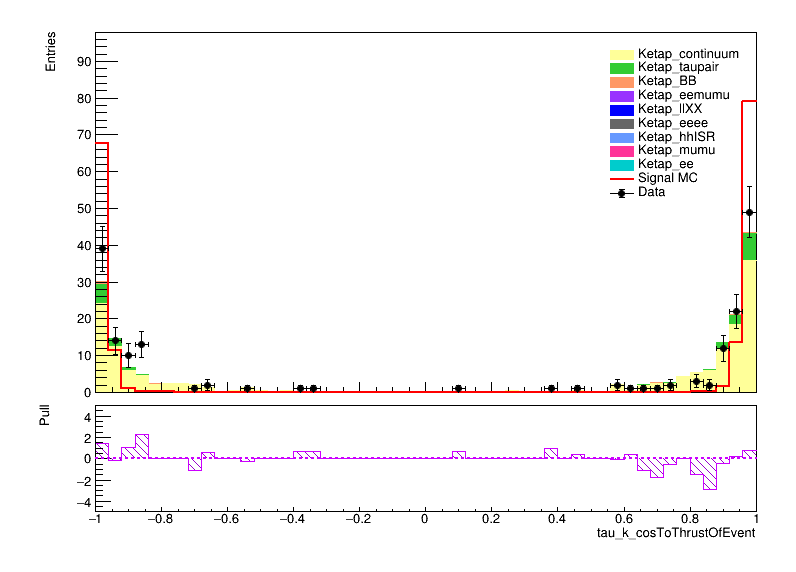 Entries
90
80
70
60
50
40
30
20
10
0
Ketap_continuum
Ketap_taupair
Ketap_BB
Ketap_eemumu
Ketap_llXX
Ketap_eeee
Ketap_hhISR
Ketap_mumu
Ketap_ee
Signal MC
Data
Pull
4
2
0
−2
−4
−1 −0.8 −0.6 −0.4 −0.2 0 0.2 0.4 0.6 0.8 1
tau_k_cosToThrustOfEvent